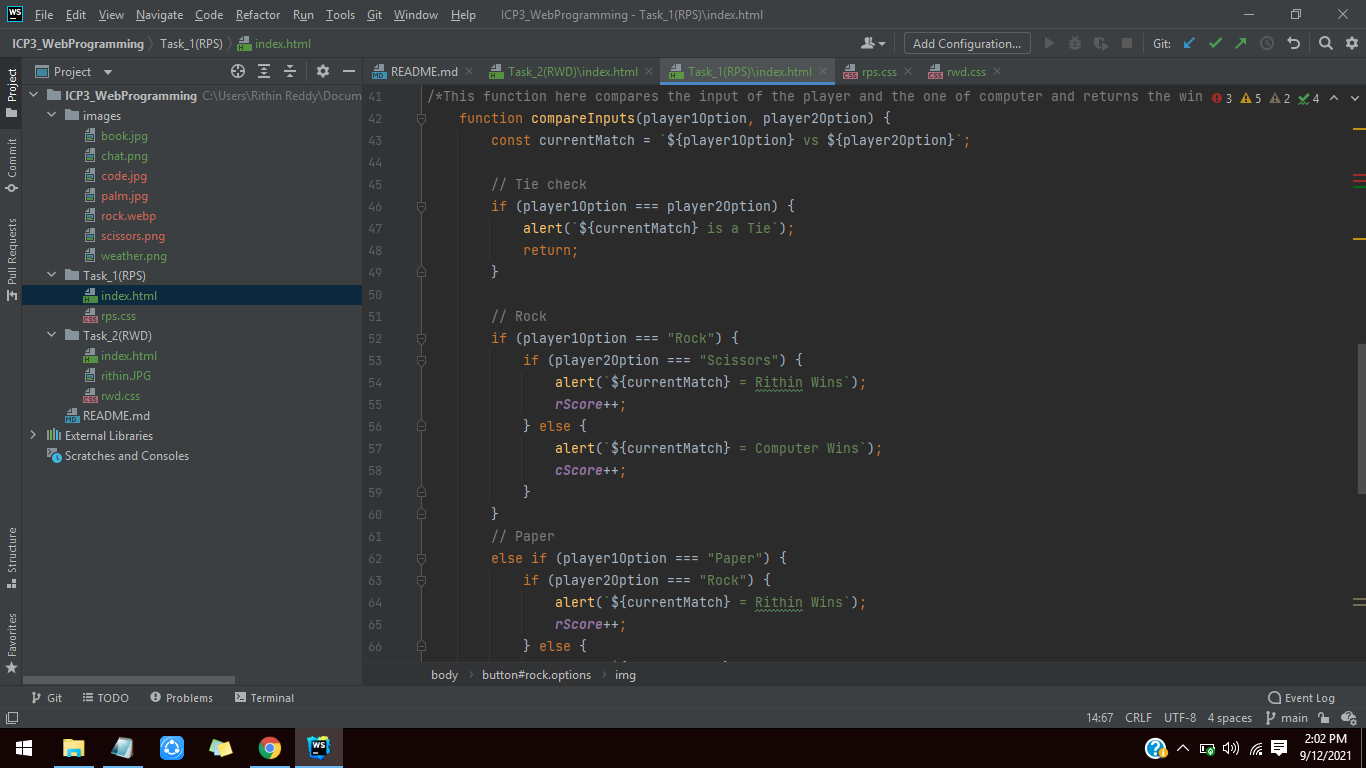 WS File Edit View Navigate Code Refactor Run Tools Git Window Help ICP3_WebProgramming - Task_1(RPS)\index.html
ICP3_WebProgramming Task_1(RPS) index.html Add Configuration... Git:
Project README.md Task_2(RWD)\index.html Task_1(RPS)\index.html rps.css rwd.css
Project
Commit
Pull Requests
Structure
Favorites
ICP3_WebProgramming C:\Users\Rithin Reddy\Docum
images
book.jpg
chat.png
code.jpg
palm.jpg
rock.webp
scissors.png
weather.png
Task_1(RPS)
index.html
rps.css
Task_2(RWD)
index.html
rithin.JPG
rwd.css
README.md
External Libraries
Scratches and Consoles
41 /*This function here compares the input of the player and the one of computer and returns the win 3 5 2 4
42 function compareInputs(player1Option, player2Option) {
43 const currentMatch = `${player1Option} vs ${player2Option}`;
44
45 // Tie check
46 if (player1Option === player2Option) {
47 alert(`${currentMatch} is a Tie`);
48 return;
49 }
50
51 // Rock
52 if (player1Option === "Rock") {
53 if (player2Option === "Scissors") {
54 alert(`${currentMatch} = Rithin Wins`);
55 rScore++;
56 } else {
57 alert(`${currentMatch} = Computer Wins`);
58 cScore++;
59 }
60 }
61 // Paper
62 else if (player1Option === "Paper") {
63 if (player2Option === "Rock") {
64 alert(`${currentMatch} = Rithin Wins`);
65 rScore++;
66 } else {
body button#rock.options img
Git TODO Problems Terminal Event Log
14:67 CRLF UTF-8 4 spaces main
WS 2:02 PM
9/12/2021